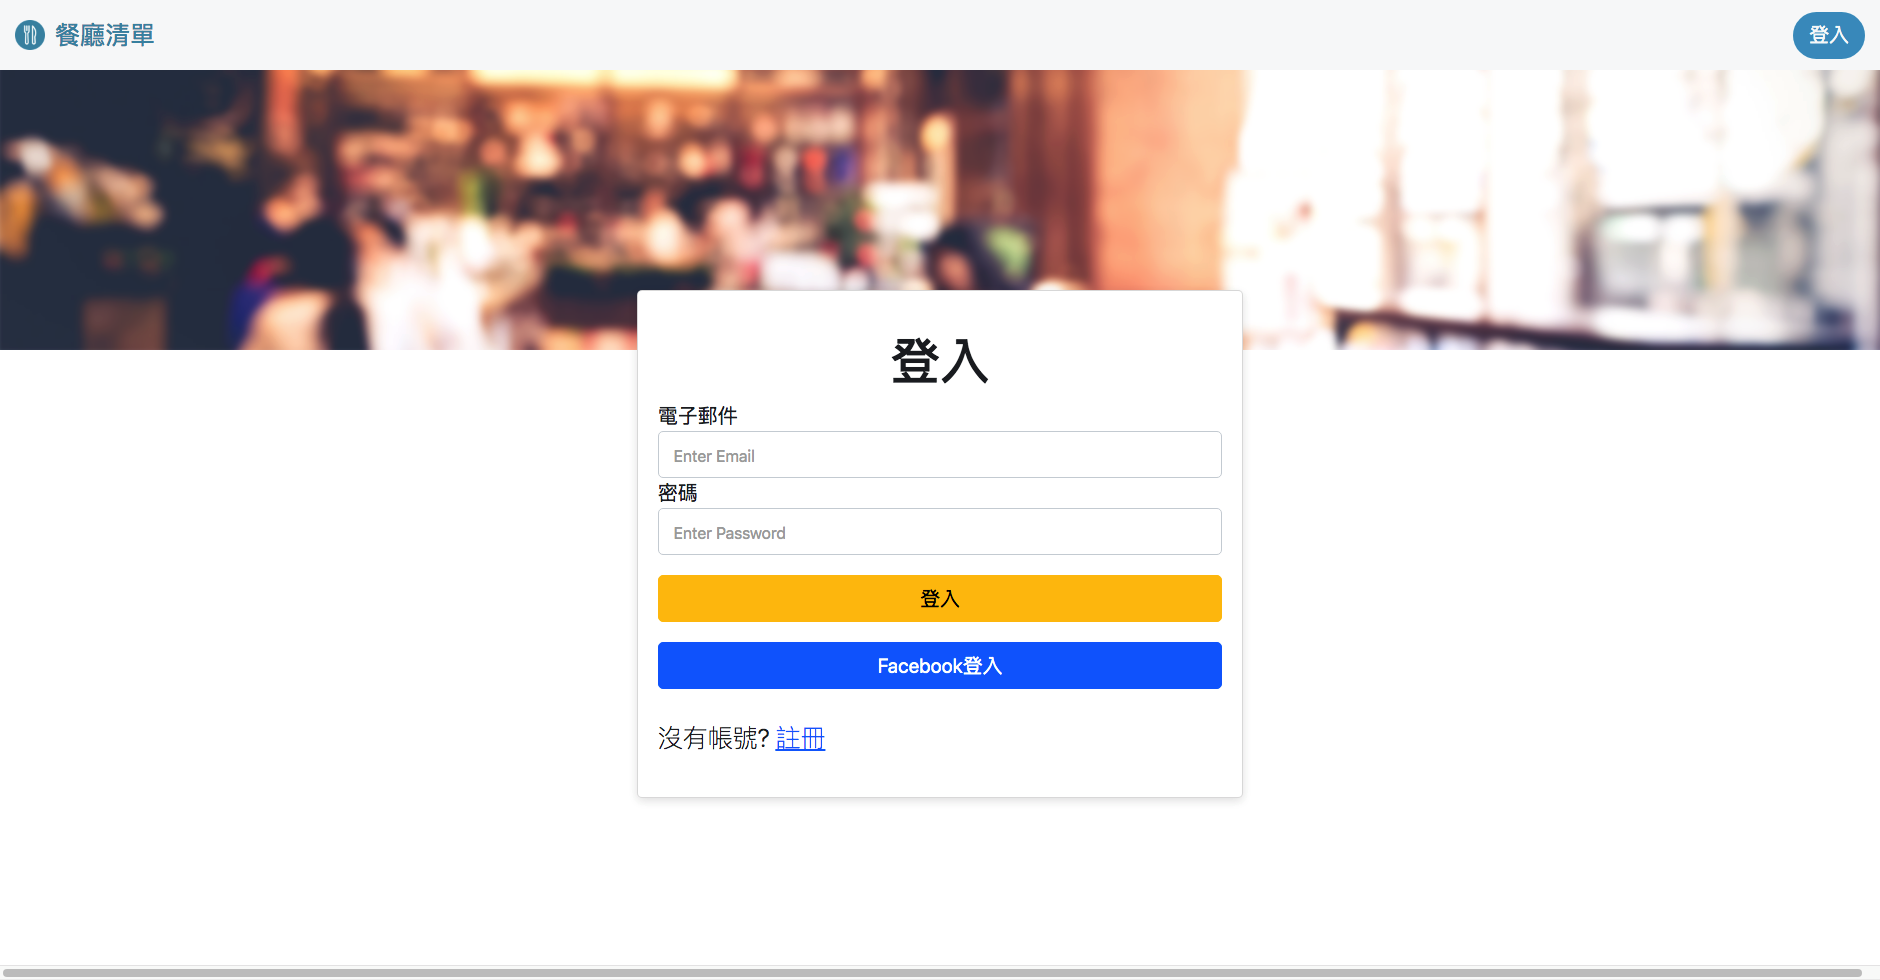 餐廳清單
登入
登入
電子郵件
Enter Email
密碼
Enter Password
登入
Facebook登入
沒有帳號? 註冊